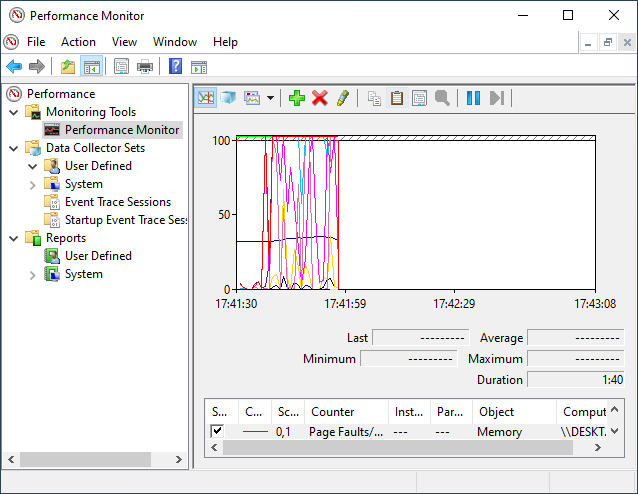 Performance Monitor
File Action View Window Help
Performance
Monitoring Tools
Performance Monitor
Data Collector Sets
User Defined
System
Event Trace Sessions
Startup Event Trace Ses
Reports
User Defined
System
100
50
0
17:41:30 17:41:59 17:42:29 17:43:08
Last --------- Average ---------
Minimum --------- Maximum ---------
Duration 1:40
S... C... Sc... Counter Inst... Par... Object Comput
0,1 Page Faults/... --- --- Memory \\DESKT...